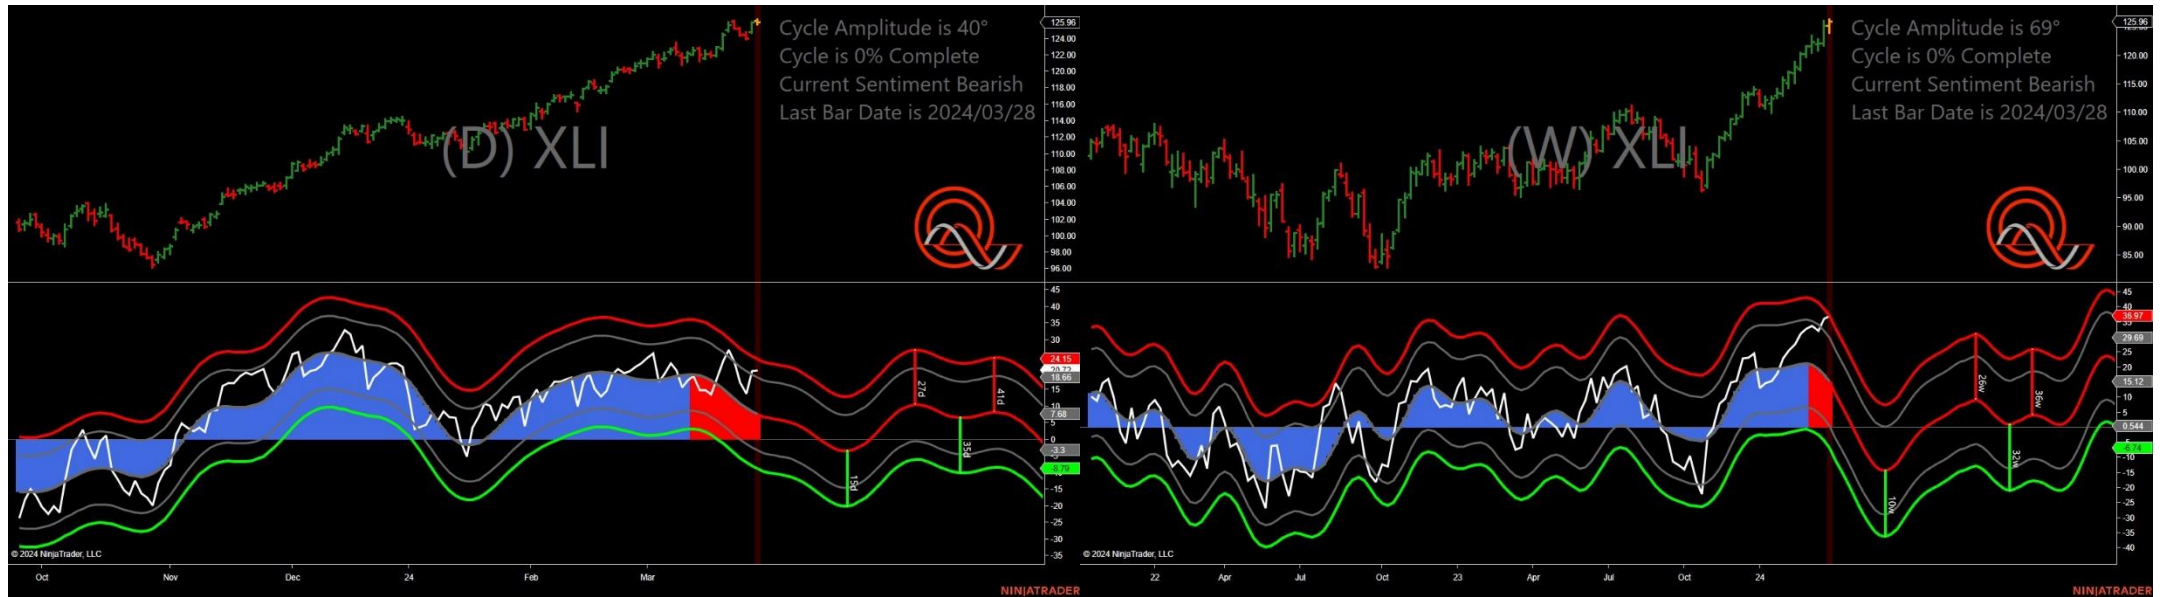 Cycle Amplitude is 40°
Cycle is 0% Complete
Current Sentiment Bearish
Last Bar Date is 2024/03/28
(D) XLI
125.96
124.00
122.00
120.00
118.00
116.00
114.00
112.00
110.00
108.00
106.00
104.00
102.00
100.00
98.00
96.00
45
40
35
30
24.15
20.72
18.66
15
10
7.68
5
0
-3.3
-8.79
-15
-20
-25
-30
-35
27d
41d
15d
35d
© 2024 NinjaTrader, LLC
Oct
Nov
Dec
24
Feb
Mar
NINJATRADER
Cycle Amplitude is 69°
Cycle is 0% Complete
Current Sentiment Bearish
Last Bar Date is 2024/03/28
(W) XLI
125.96
120.00
115.00
110.00
105.00
100.00
95.00
90.00
85.00
45
40
36.97
29.69
25
20
15.12
10
5
0.544
-6.74
-10
-15
-20
-25
-30
-35
-40
26w
36w
10w
32w
© 2024 NinjaTrader, LLC
22
Apr
Jul
Oct
23
Apr
Jul
Oct
24
NINJATRADER